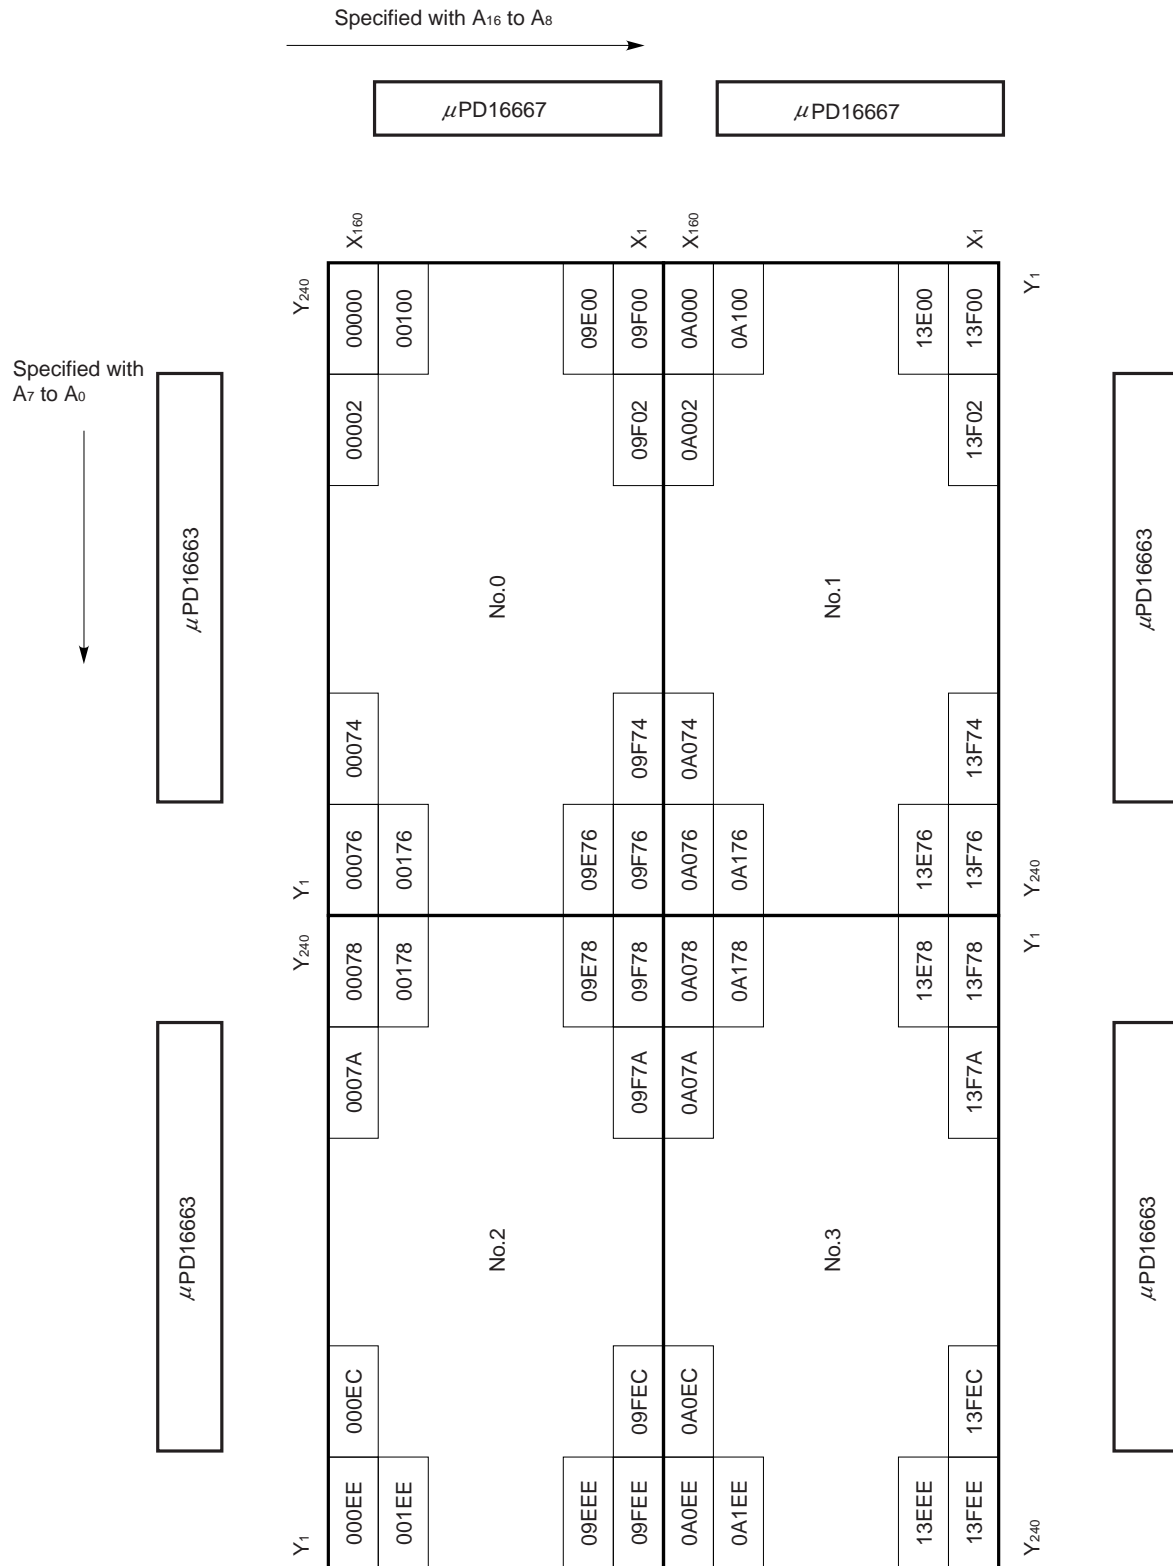 Specified with A16 to A8
μPD16667
μPD16667
X160
X1
X160
X1
Y240
00000
00100
09E00
09F00
0A000
0A100
13E00
13F00
Y1
Specified with
A7 to A0
00002
09F02
0A002
13F02
μPD16663
No.0
No.1
μPD16663
00074
09F74
0A074
13F74
Y1
00076
00176
09E76
09F76
0A076
0A176
13E76
13F76
Y240
Y240
00078
00178
09E78
09F78
0A078
0A178
13E78
13F78
Y1
0007A
09F7A
0A07A
13F7A
μPD16663
No.2
No.3
μPD16663
000EC
09FEC
0A0EC
13FEC
Y1
000EE
001EE
09EEE
09FEE
0A0EE
0A1EE
13EEE
13FEE
Y240